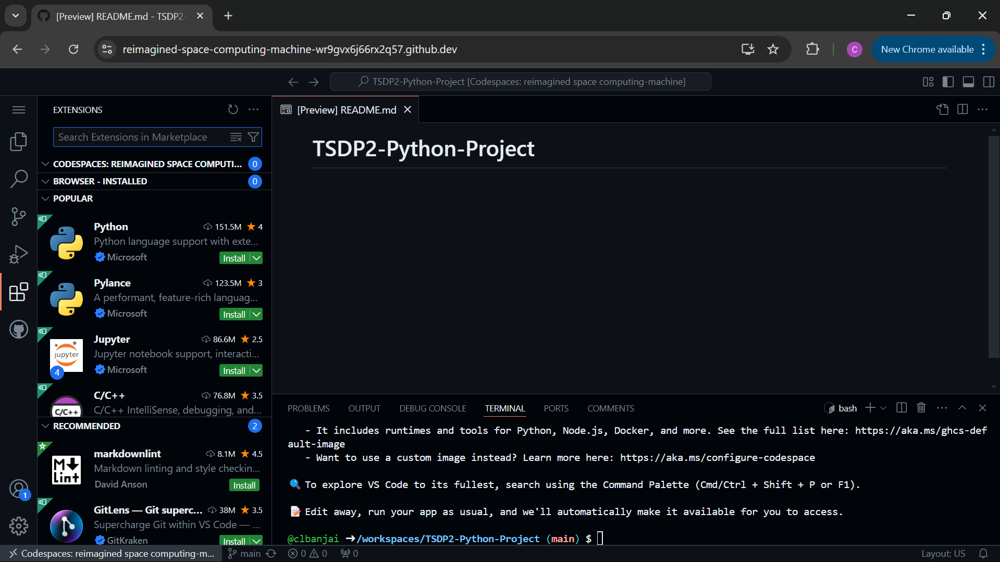 [Preview] README.md - TSDP2-
reimagined-space-computing-machine-wr9gvx6j66rx2q57.github.dev
C
New Chrome available
TSDP2-Python-Project [Codespaces: reimagined space computing-machine]
EXTENSIONS
[Preview] README.md
Search Extensions in Marketplace
TSDP2-Python-Project
CODESPACES: REIMAGINED SPACE COMPUTI... 0
BROWSER - INSTALLED 0
POPULAR
Python 151.5M 4
Python language support with exte...
Microsoft Install
Pylance 123.5M 3
A performant, feature-rich languag...
Microsoft Install
Jupyter 86.6M 2.5
jupyter
Jupyter notebook support, interacti...
4
Microsoft Install
C/C++ 76.8M 3.5
C/C++
C/C++ IntelliSense, debugging, and...
RECOMMENDED 2
markdownlint 8.1M 4.5
M
Lint
Markdown linting and style checkin...
David Anson Install
GitLens — Git superc... 38M 3.5
Supercharge Git within VS Code — ...
GitKraken Install
1
PROBLEMS OUTPUT DEBUG CONSOLE TERMINAL PORTS COMMENTS bash
- It includes runtimes and tools for Python, Node.js, Docker, and more. See the full list here: https://aka.ms/ghcs-def
ault-image
- Want to use a custom image instead? Learn more here: https://aka.ms/configure-codespace
🔍 To explore VS Code to its fullest, search using the Command Palette (Cmd/Ctrl + Shift + P or F1).
📝 Edit away, run your app as usual, and we'll automatically make it available for you to access.
@clbanjai ➜/workspaces/TSDP2-Python-Project (main) $
Codespaces: reimagined space computing-m... main 0 0 0 Layout: US